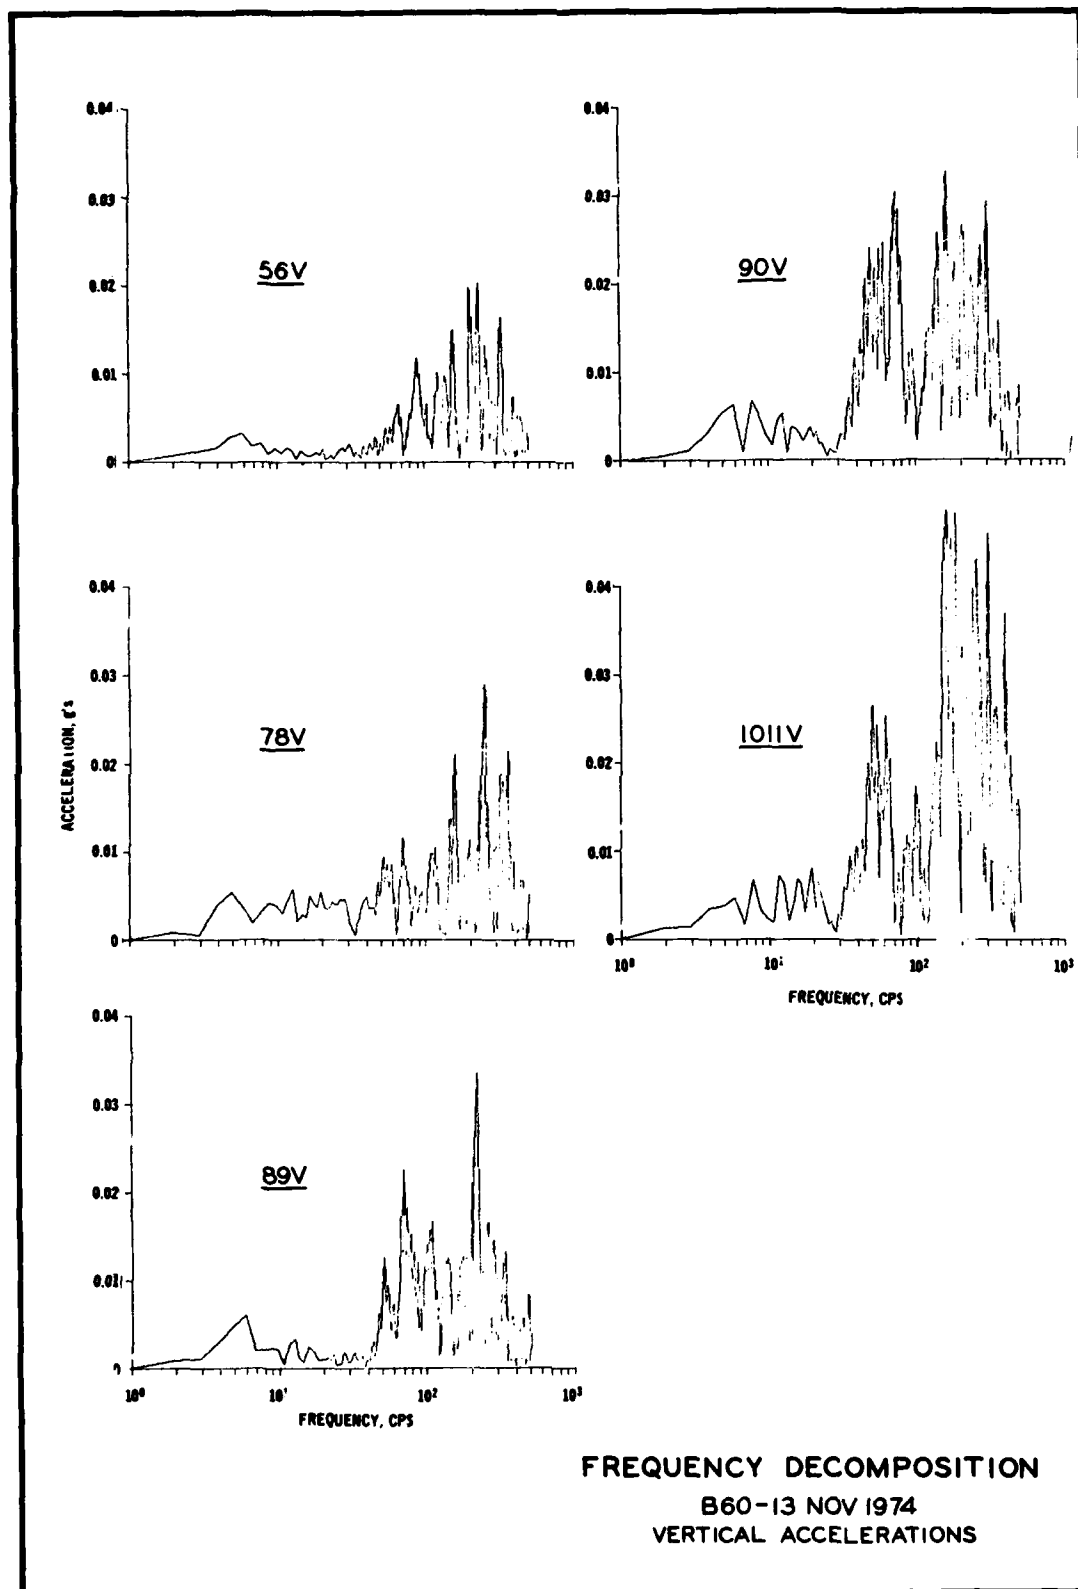 0.04
0.03
0.02
0.01
0
56V
0.04
0.03
0.02
0.01
0
90V
0.04
0.03
0.02
0.01
0
78V
ACCELERATION, g's
0.04
0.03
0.02
0.01
0
1011V
10⁰ 10¹ 10² 10³
FREQUENCY, CPS
0.04
0.03
0.02
0.01
0
89V
10⁰ 10¹ 10² 10³
FREQUENCY, CPS
FREQUENCY DECOMPOSITION
B60-13 NOV 1974
VERTICAL ACCELERATIONS